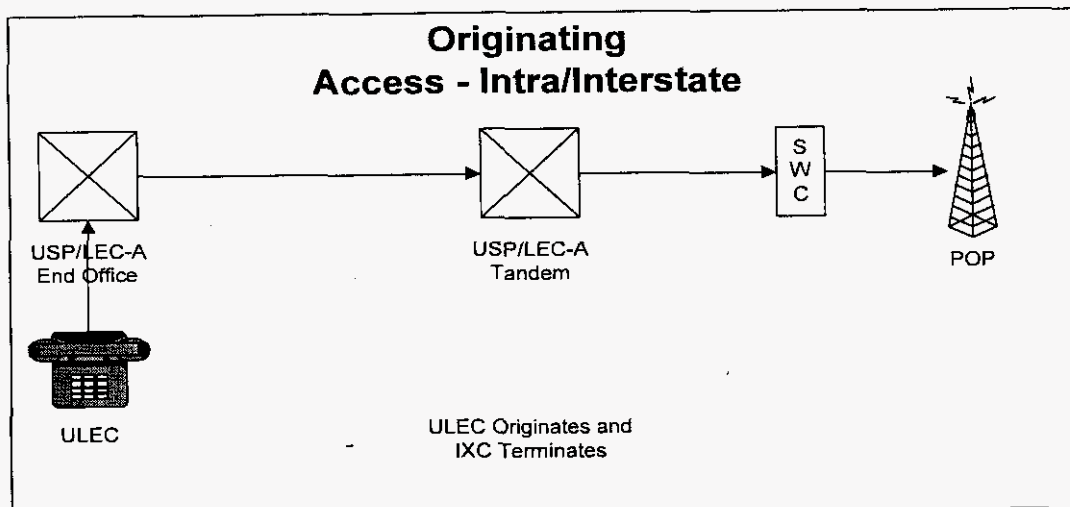 Originating
Access - Intra/Interstate
S
W
C
USP/LEC-A
End Office
USP/LEC-A
Tandem
POP
ULEC
ULEC Originates and
IXC Terminates